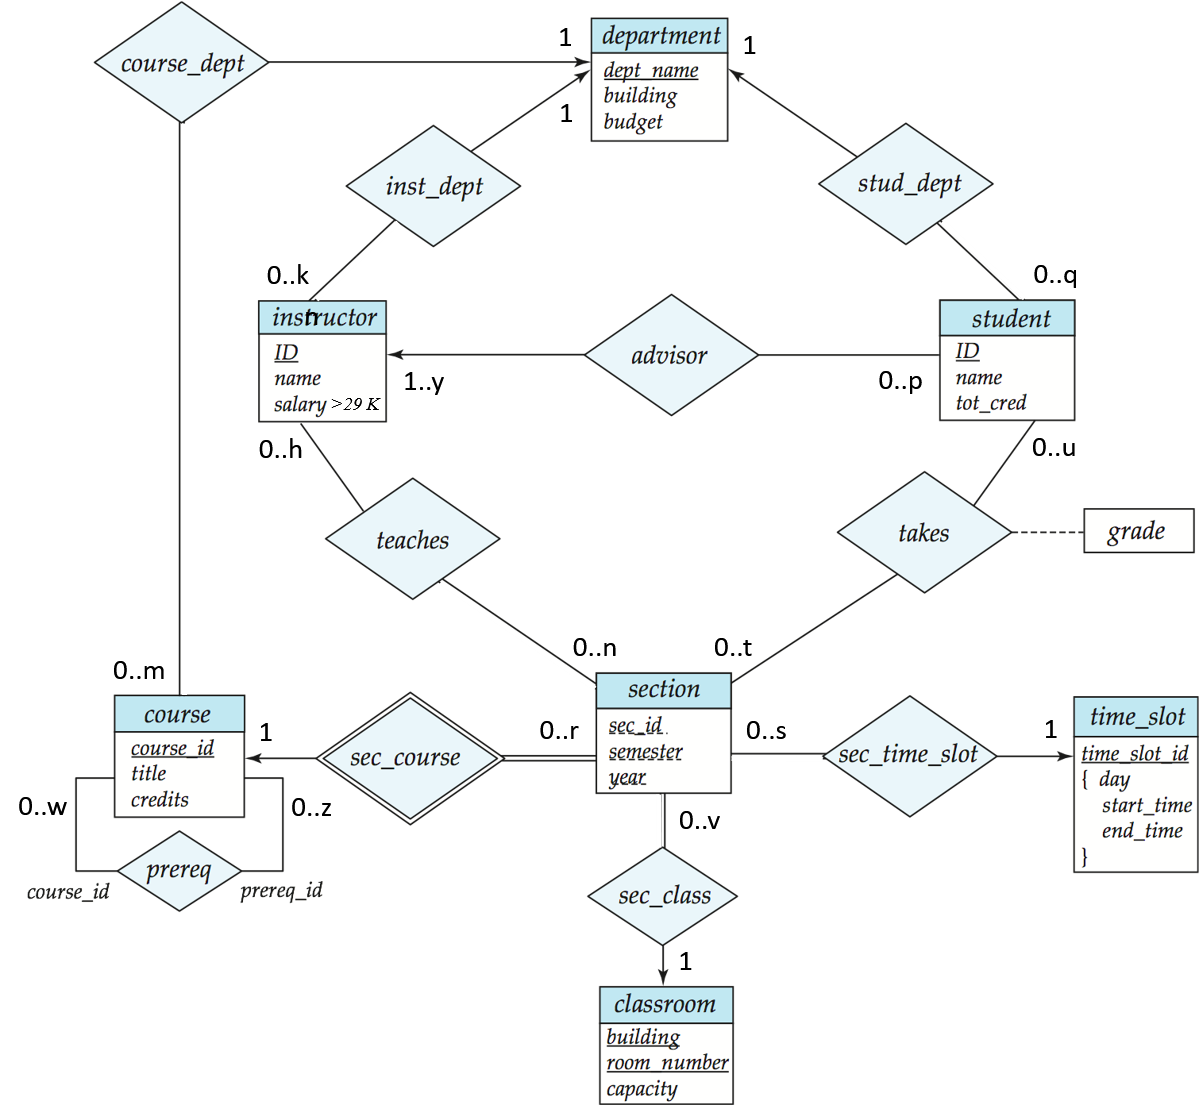 course_dept
1
department
dept_name
building
budget
1
1
inst_dept
stud_dept
0..k
0..q
instructor
n
ID
name
salary >29 K
advisor
1..y
0..p
student
ID
name
tot_cred
0..h
0..u
teaches
takes
grade
0..n
0..t
0..m
course
course_id
title
credits
1
sec_course
0..r
section
sec_id
semester
year
0..s
sec_time_slot
1
time_slot
time_slot_id
{ day
start_time
end_time
}
0..w
0..z
prereq
course_id
prereq_id
0..v
sec_class
1
classroom
building
room_number
capacity